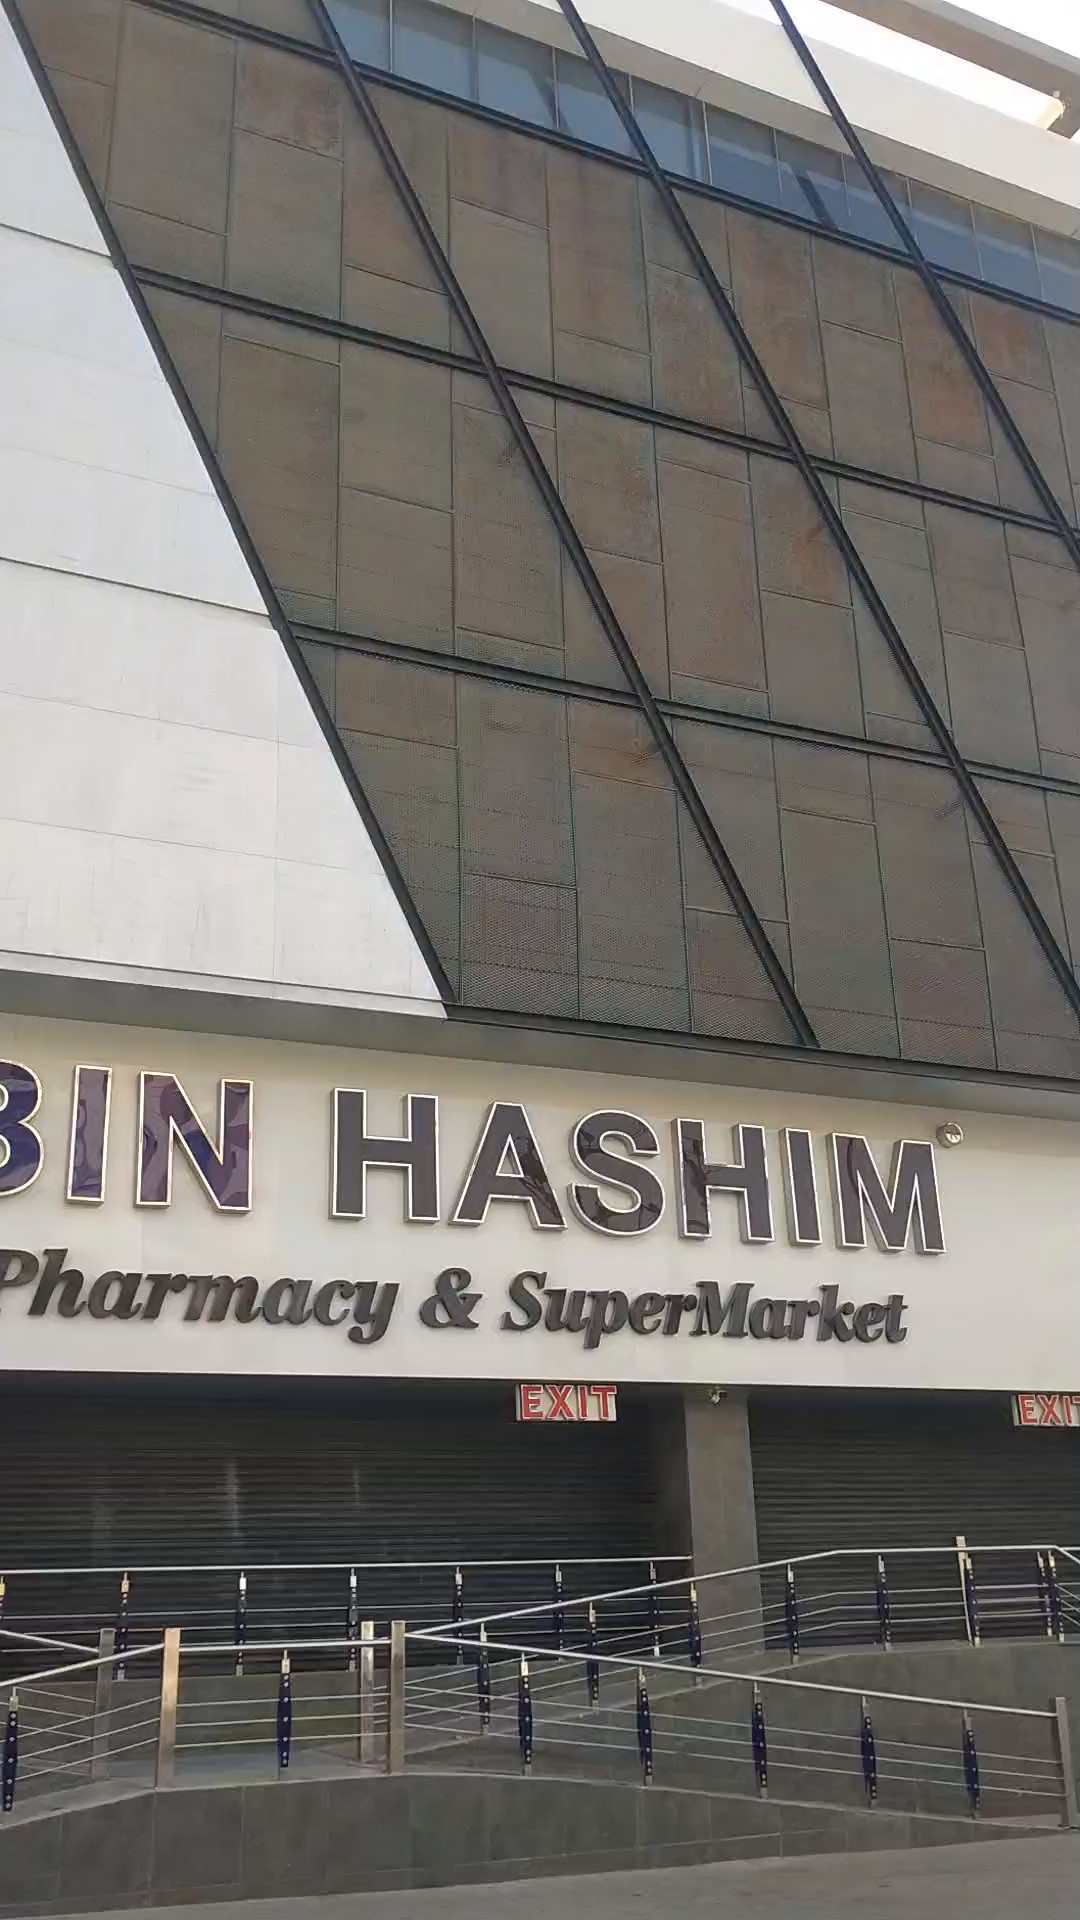 BIN HASHIM
Pharmacy & SuperMarket
EXIT
EXIT